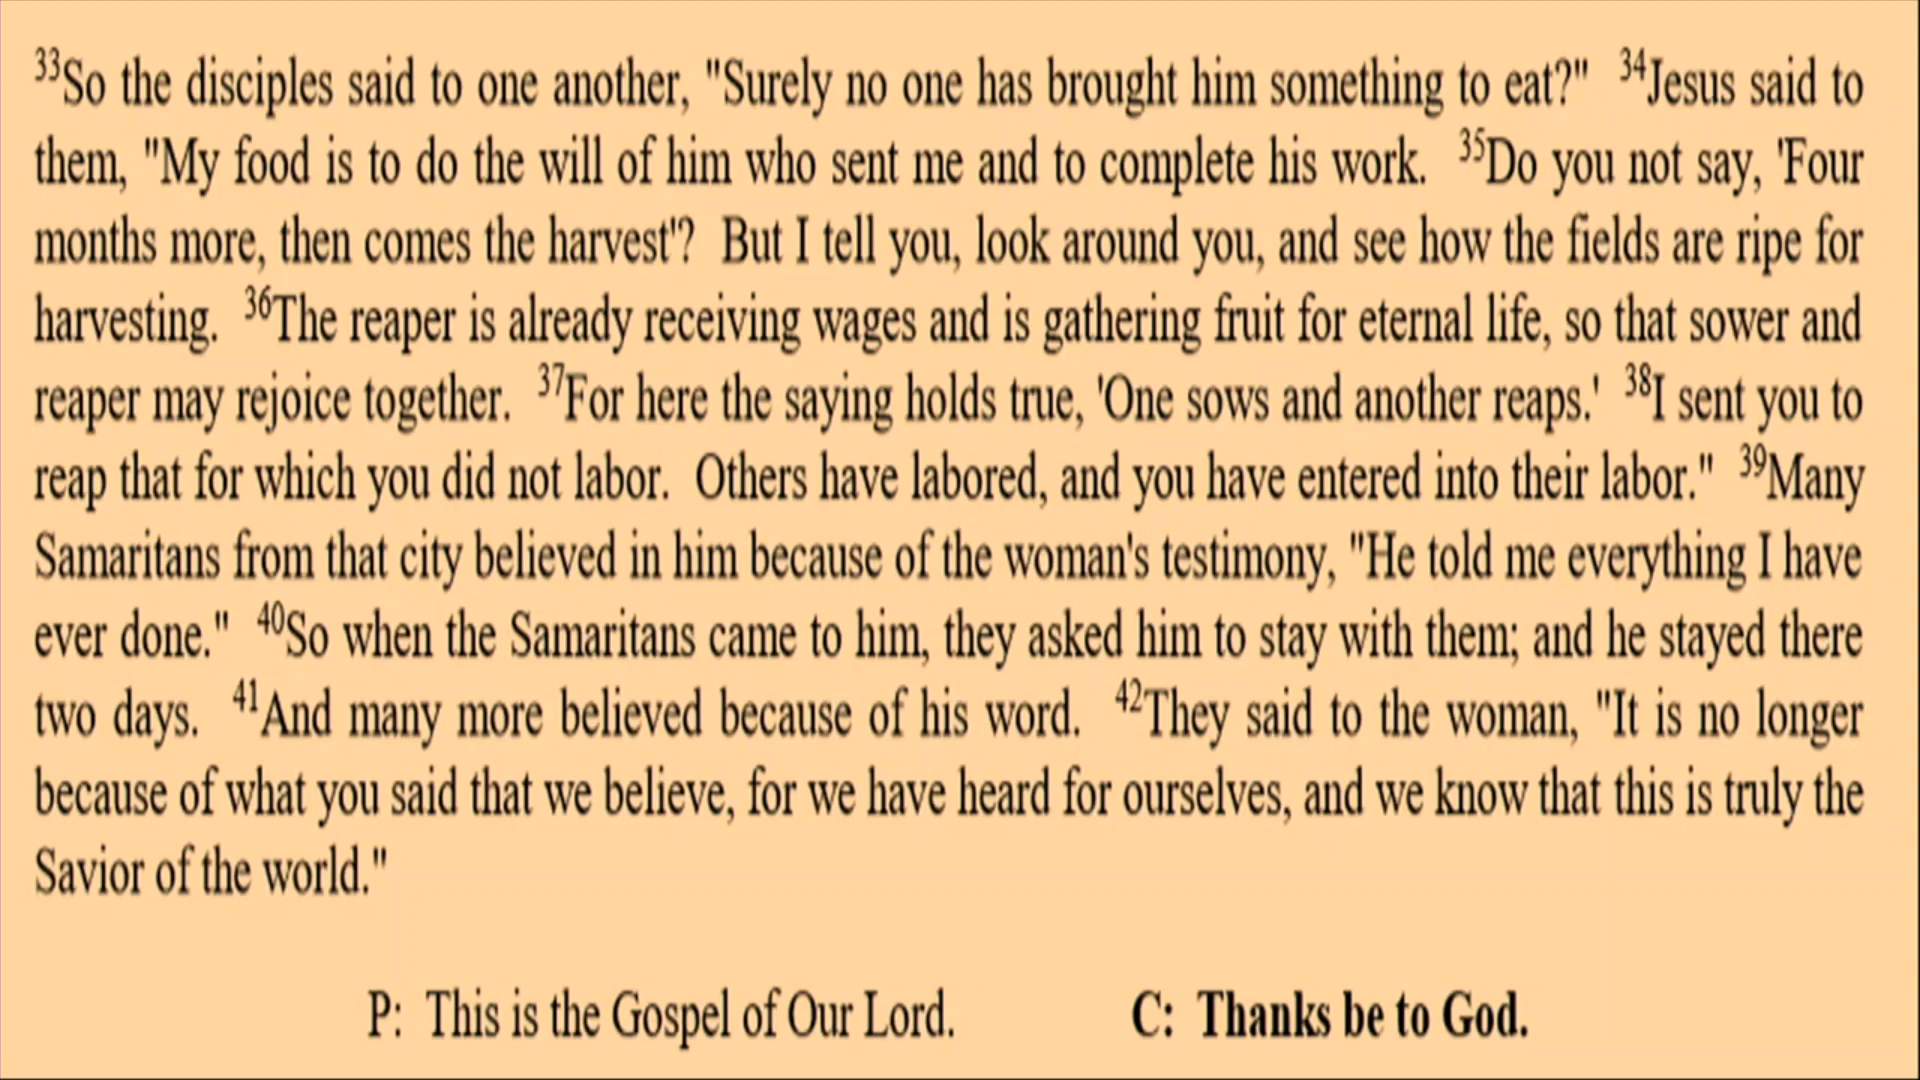 33So the disciples said to one another, "Surely no one has brought him something to eat?" 34Jesus said to
them, "My food is to do the will of him who sent me and to complete his work. 35Do you not say, 'Four
months more, then comes the harvest'? But I tell you, look around you, and see how the fields are ripe for
harvesting. 36The reaper is already receiving wages and is gathering fruit for eternal life, so that sower and
reaper may rejoice together. 37For here the saying holds true, 'One sows and another reaps.' 38I sent you to
reap that for which you did not labor. Others have labored, and you have entered into their labor." 39Many
Samaritans from that city believed in him because of the woman's testimony, "He told me everything I have
ever done." 40So when the Samaritans came to him, they asked him to stay with them; and he stayed there
two days. 41And many more believed because of his word. 42They said to the woman, "It is no longer
because of what you said that we believe, for we have heard for ourselves, and we know that this is truly the
Savior of the world."
P: This is the Gospel of Our Lord. C: Thanks be to God.